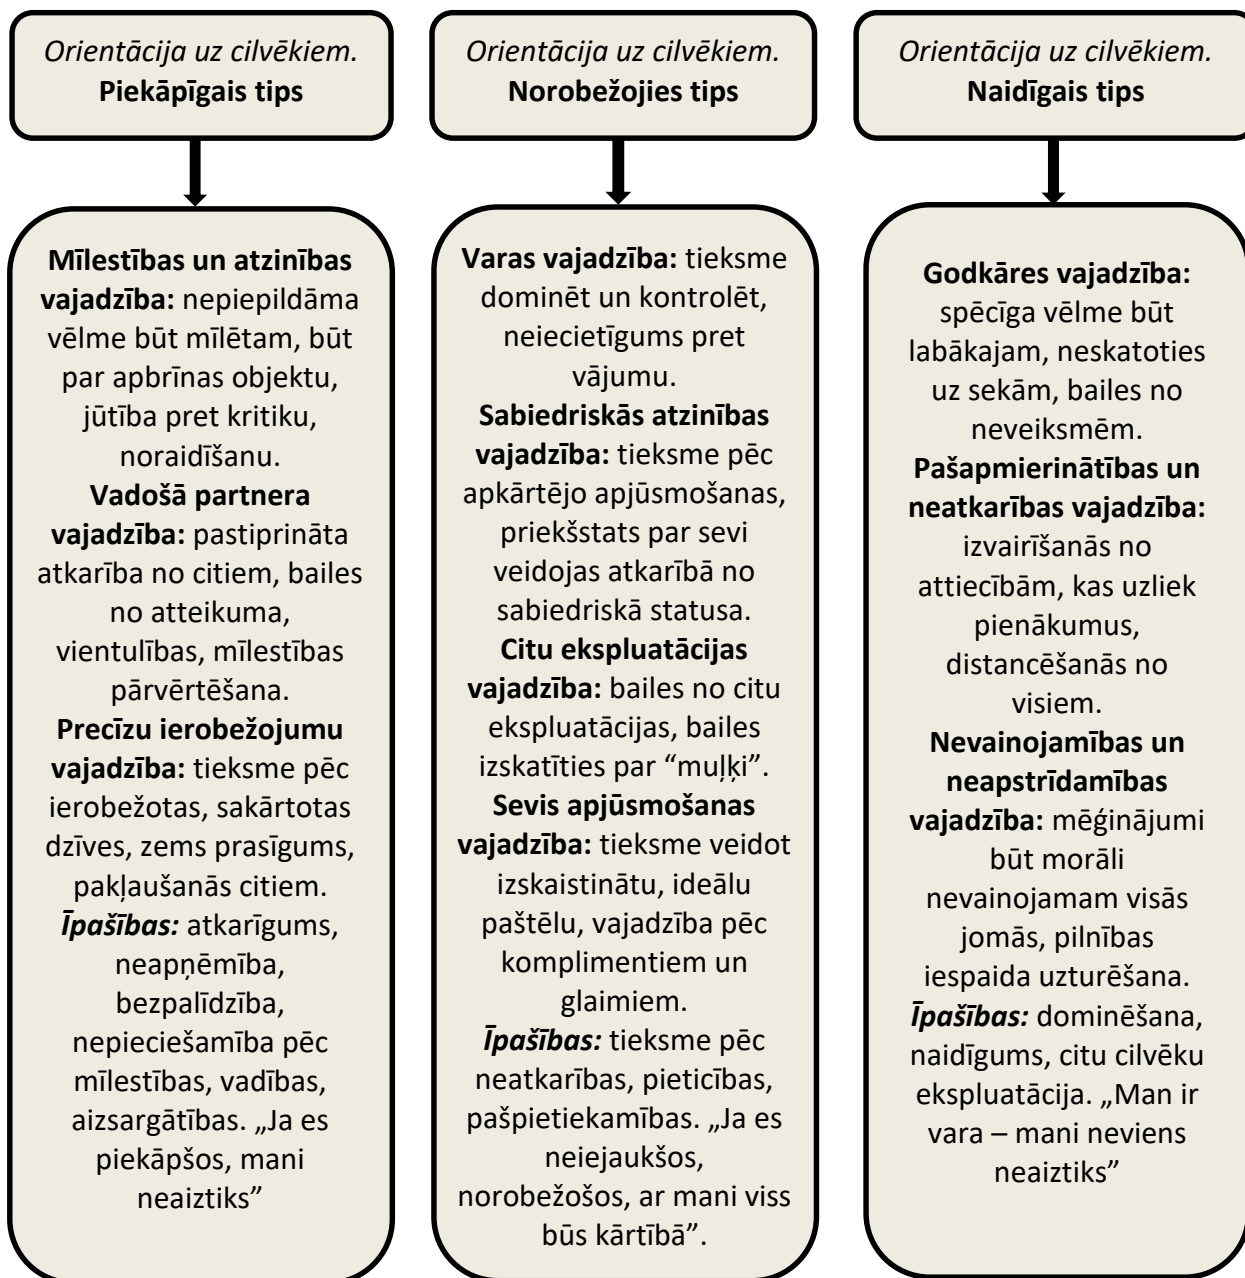 Orientācija uz cilvēkiem.
Piekāpīgais tips
Mīlestības un atzinības
vajadzība: nepiepildāma
vēlme būt mīlētam, būt
par apbrīnas objektu,
jūtība pret kritiku,
noraidīšanu.
Vadošā partnera
vajadzība: pastiprināta
atkarība no citiem, bailes
no atteikuma,
vientulības, mīlestības
pārvērtēšana.
Precīzu ierobežojumu
vajadzība: tieksme pēc
ierobežotas, sakārtotas
dzīves, zems prasīgums,
pakļaušanās citiem.
Īpašības: atkarīgums,
neapņēmība,
bezpalīdzība,
nepieciešamība pēc
mīlestības, vadības,
aizsargātības. „Ja es
piekāpšos, mani
neaiztiks”
Orientācija uz cilvēkiem.
Norobežojies tips
Varas vajadzība: tieksme
dominēt un kontrolēt,
neiecietīgums pret
vājumu.
Sabiedriskās atzinības
vajadzība: tieksme pēc
apkārtējo apjūsmošanas,
priekšstats par sevi
veidojas atkarībā no
sabiedriskā statusa.
Citu ekspluatācijas
vajadzība: bailes no citu
ekspluatācijas, bailes
izskatīties par “muļķi”.
Sevis apjūsmošanas
vajadzība: tieksme veidot
izskaistinātu, ideālu
paštēlu, vajadzība pēc
komplimentiem un
glaimiem.
Īpašības: tieksme pēc
neatkarības, pieticības,
pašpietiekamības. „Ja es
neiejaukšos,
norobežošos, ar mani viss
būs kārtībā”.
Orientācija uz cilvēkiem.
Naidīgais tips
Godkāres vajadzība:
spēcīga vēlme būt
labākajam, neskatoties
uz sekām, bailes no
neveiksmēm.
Pašapmierinātības un
neatkarības vajadzība:
izvairīšanās no
attiecībām, kas uzliek
pienākumus,
distancēšanās no
visiem.
Nevainojamības un
neapstrīdamības
vajadzība: mēģinājumi
būt morāli
nevainojamam visās
jomās, pilnības
iespaida uzturēšana.
Īpašības: dominēšana,
naidīgums, citu cilvēku
ekspluatācija. „Man ir
vara – mani neviens
neaiztiks”